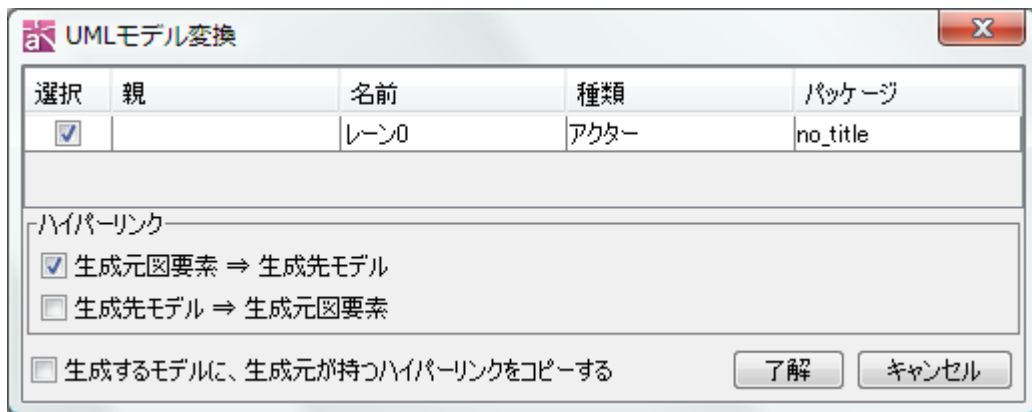 UMLモデル変換
選択 親 名前 種類 パッケージ
レーン0 アクター no_title
ハイパーリンク
生成元図要素 ⇒ 生成先モデル
生成先モデル ⇒ 生成元図要素
生成するモデルに、生成元が持つハイパーリンクをコピーする 了解 キャンセル